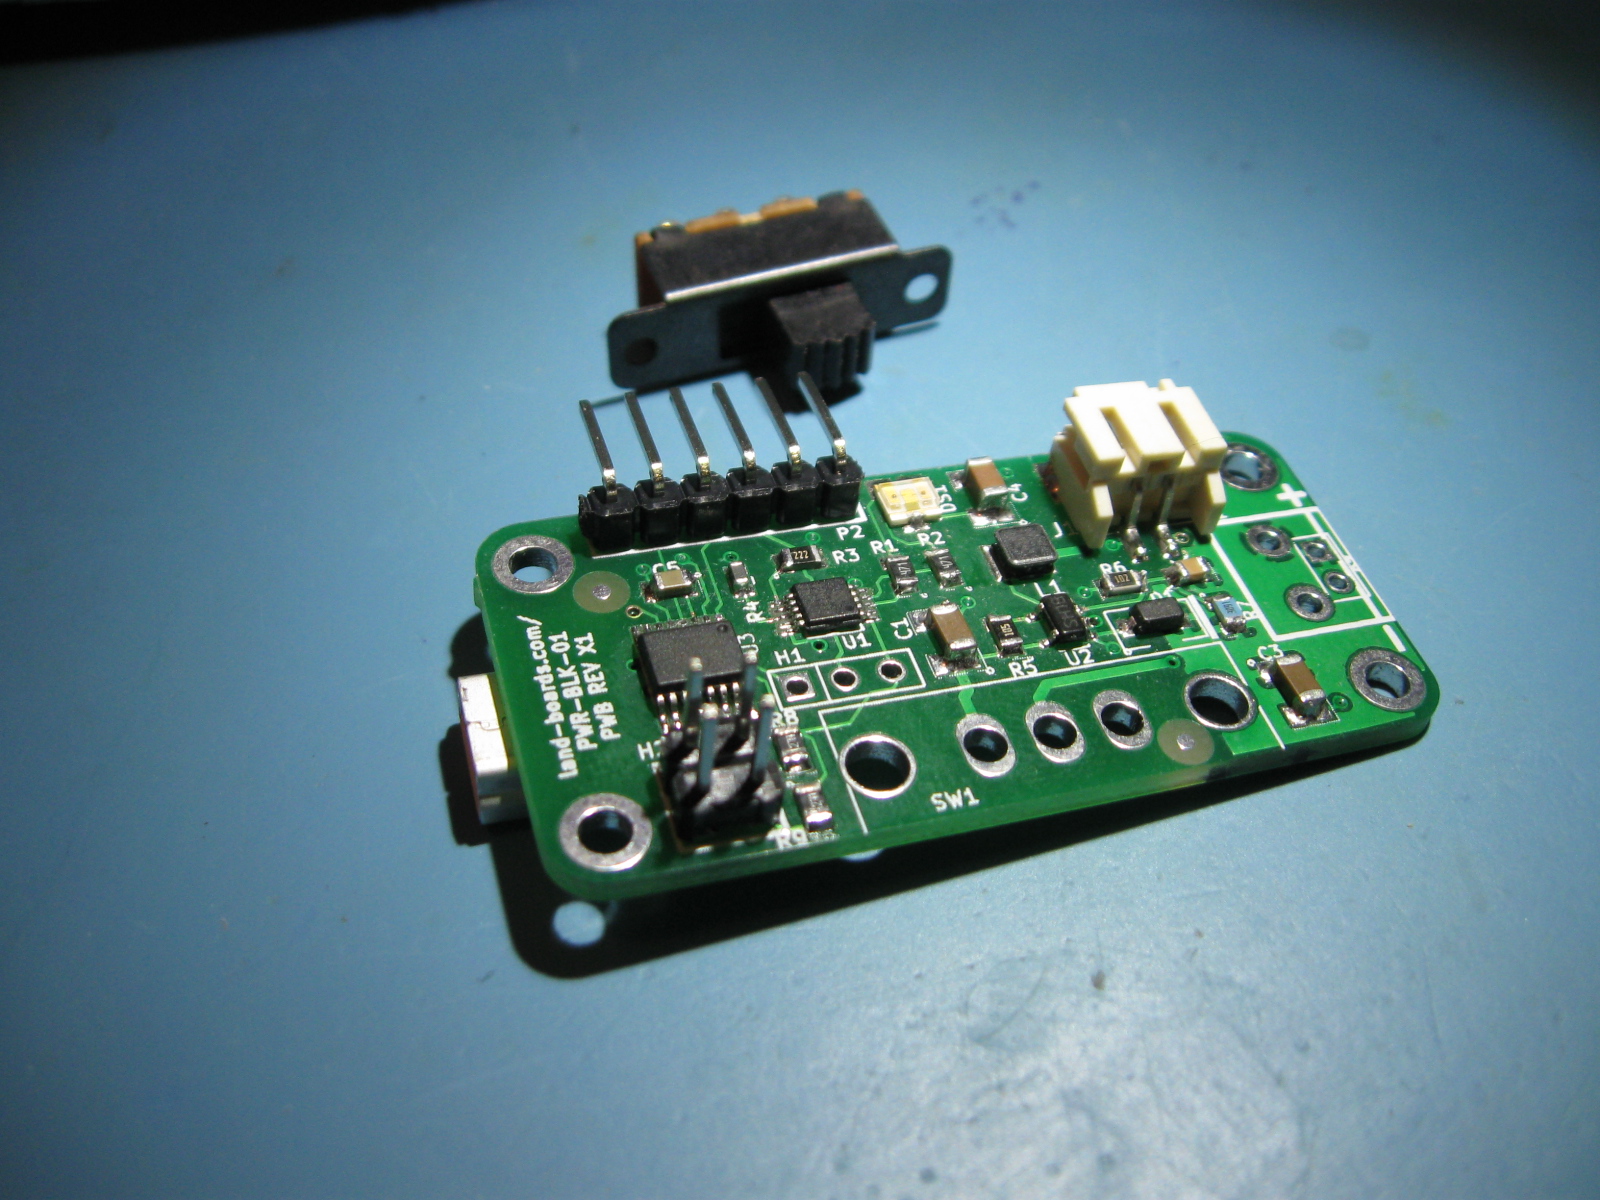 land-boards.com/
PWR-BLK-01
PWB REV X1
P2
DS1
C4
R1
R2
R3
C5
R4
U3
U1
H1
C1
R5
U2
R6
C3
SW1
R9
+
-
222
102